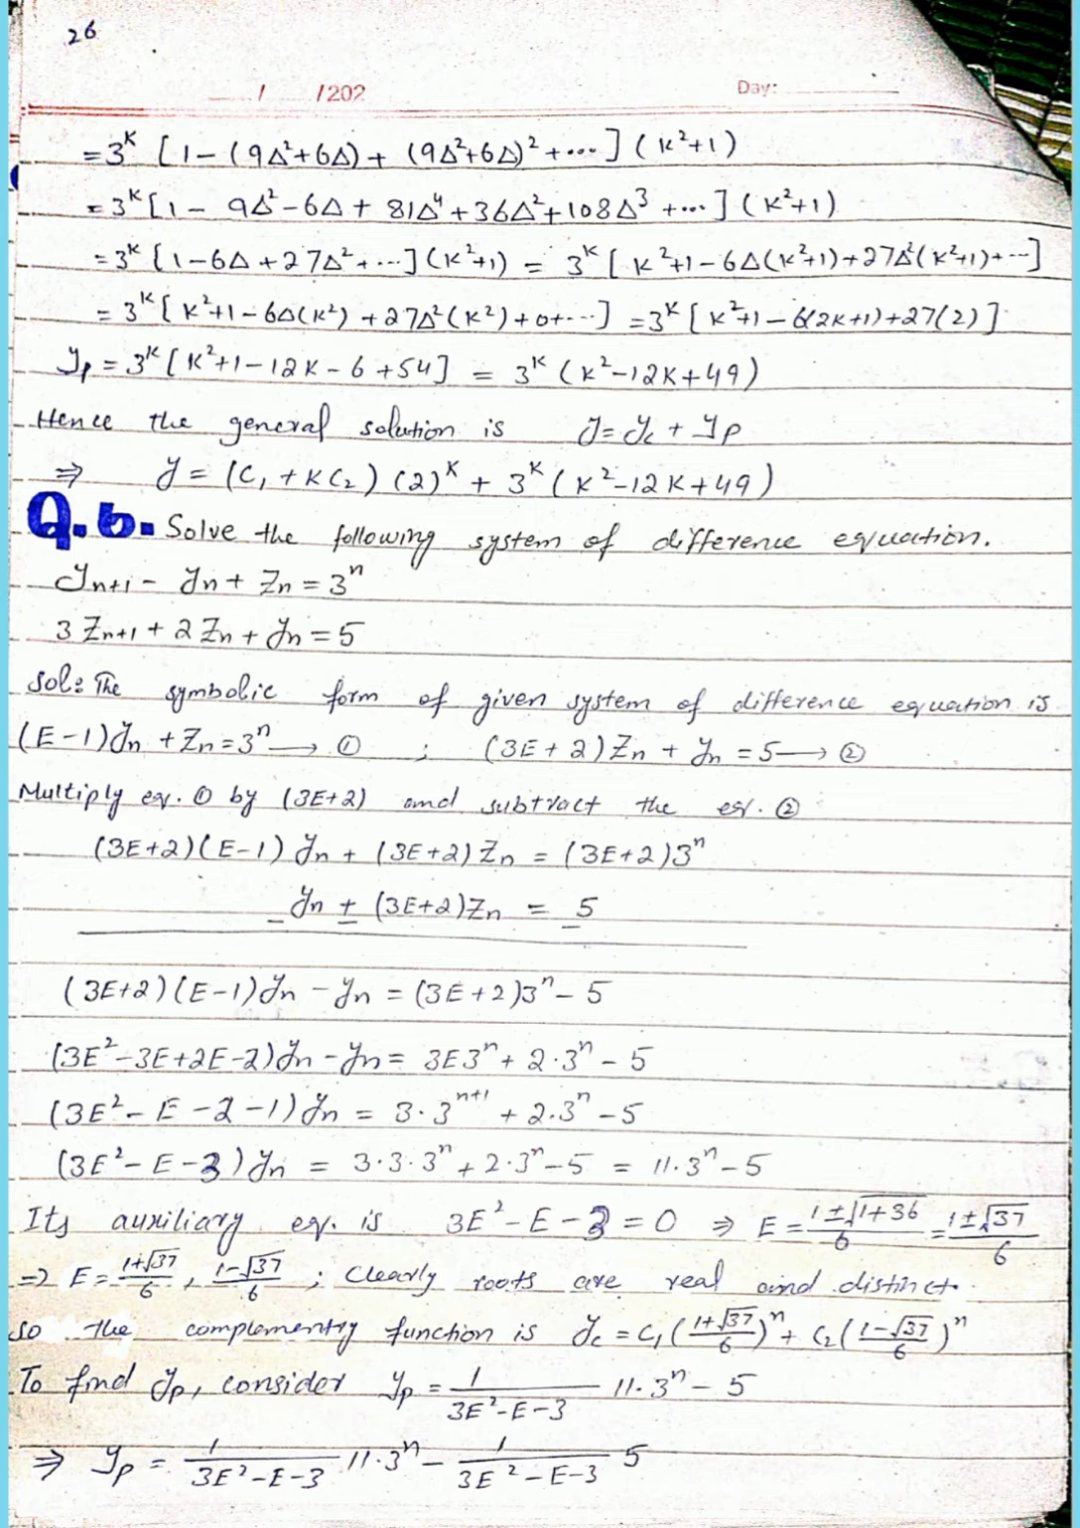 26
/ /202 Day:
= 3^K [1 - (9Δ²+6Δ) + (9Δ²+6Δ)² + ...] (K²+1)
= 3^K [1 - 9Δ² - 6Δ + 81Δ⁴ + 36Δ² + 108Δ³ + ...] (K²+1)
= 3^K [1 - 6Δ + 27Δ² + ...] (K²+1) = 3^K [K²+1 - 6Δ(K²+1) + 27Δ²(K²+1) + ...]
= 3^K [K²+1 - 6Δ(K²) + 27Δ²(K²) + 0 + ...] = 3^K [K²+1 - 6(2K+1) + 27(2)]
y_p = 3^K [K²+1 - 12K - 6 + 54] = 3^K (K² - 12K + 49)
Hence the general solution is y = y_c + y_p
⇒ y = (C₁ + KC₂) (2)^K + 3^K (K² - 12K + 49)
Q.6. Solve the following system of difference equation.
y_{n+1} - y_n + Z_n = 3^n
3 Z_{n+1} + 2 Z_n + y_n = 5
Sol: The symbolic form of given system of difference equation is
(E-1)y_n + Z_n = 3^n → ① ; (3E+2)Z_n + y_n = 5 → ②
Multiply eq. ① by (3E+2) and subtract the eq. ②
(3E+2)(E-1) y_n + (3E+2) Z_n = (3E+2)3^n
_ y_n ± (3E+2)Z_n = _5
(3E+2)(E-1)y_n - y_n = (3E+2)3^n - 5
(3E² - 3E + 2E - 2)y_n - y_n = 3E3^n + 2·3^n - 5
(3E² - E - 2 - 1)y_n = 3·3^{n+1} + 2·3^n - 5
(3E² - E - 3)y_n = 3·3·3^n + 2·3^n - 5 = 11·3^n - 5
Its auxiliary eq. is 3E² - E - 3 = 0 ⇒ E = (1±√(1+36))/6 = (1±√37)/6
⇒ E = (1+√37)/6 , (1-√37)/6 ; Clearly roots are real and distinct.
so the complementry function is y_c = C₁((1+√37)/6)^n + C₂((1-√37)/6)^n
To find y_p, consider y_p = 1/(3E²-E-3) 11·3^n - 5
⇒ y_p = 1/(3E²-E-3) 11·3^n - 1/(3E²-E-3) 5